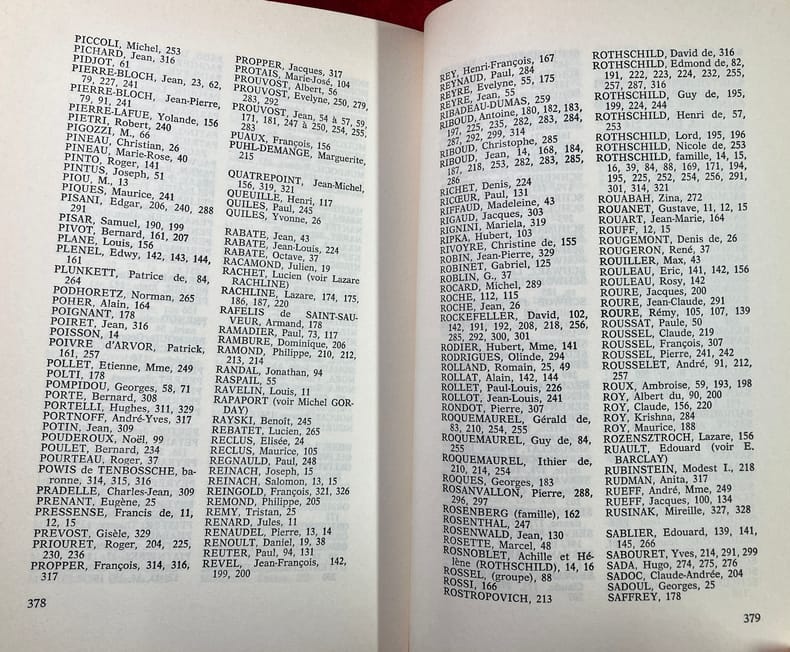 PICCOLI, Michel, 253
PICHARD, Jean, 316
PIDJOT, 61
PIERRE-BLOCH, Jean, 23, 62,
79, 227, 241
PIERRE-BLOCH, Jean-Pierre,
79, 91, 241
PIERRE-LAFUE, Yolande, 156
PIETRI, Robert, 240
PIGOZZI, M., 66
PINEAU, Christian, 26
PINEAU, Marie-Rose, 40
PINTO, Roger, 141
PINTUS, Joseph, 51
PIOU, M., 13
PIQUES, Maurice, 241
PISANI, Edgar, 206, 240, 288
291
PISAR, Samuel, 190, 199
PIVOT, Bernard, 161, 207
PLANE, Louis, 156
PLENEL, Edwy, 142, 143, 144,
161
PLUNKETT, Patrice de, 84,
264
PODHORETZ, Norman, 265
POHER, Alain, 164
POIGNANT, 178
POIRET, Jean, 316
POISSON, 14
POIVRE d'ARVOR, Patrick,
161, 257
POLLET, Etienne, Mme, 249
POLTI, 178
POMPIDOU, Georges, 58, 71
PORTE, Bernard, 308
PORTELLI, Hughes, 311, 329
PORTNOFF, André-Yves, 317
POTIN, Jean, 309
POUDEROUX, Noël, 99
POULET, Bernard, 234
POURTEAU, Roger, 37
POWIS de TENBOSSCHE, ba-
ronne, 314, 315, 316
PRADELLE, Charles-Jean, 309
PRENANT, Eugène, 25
PRESSENSE, Francis de, 11,
12, 15
PREVOST, Gisèle, 329
PRIOURET, Roger, 204, 225,
230, 236
PROPPER, François, 314, 316,
317
PROPPER, Jacques, 317
PROTAIS, Marie-José, 104
PROUVOST, Albert, 56
PROUVOST, Evelyne, 250, 279,
283, 292
PROUVOST, Jean, 54 à 57, 59,
171, 181, 247 à 250, 254, 255,
283
PUAUX, François, 156
PUHL-DEMANGE, Marguerite,
215
QUATREPOINT, Jean-Michel,
156, 319, 321
QUEUILLE, Henri, 117
QUILES, Paul, 245
QUILES, Yvonne, 26
RABATE, Jean, 43
RABATE, Jean-Louis, 224
RABATE, Octave, 37
RACAMOND, Julien, 19
RACHET, Lucien (voir Lazare
RACHLINE)
RACHLINE, Lazare, 174, 175,
186, 187, 220
RAFELIS de SAINT-SAU-
VEUR, Armand, 178
RAMADIER, Paul, 73, 117
RAMBURE, Dominique, 206
RAMOND, Philippe, 210, 212,
213, 214
RANDAL, Jonathan, 94
RASPAIL, 55
RAVELIN, Louis, 11
RAPAPORT (voir Michel GOR-
DAY)
RAYSKI, Benoît, 245
REBATET, Lucien, 265
RECLUS, Elisée, 24
RECLUS, Maurice, 105
REGNAULD, Paul, 248
REINACH, Joseph, 15
REINACH, Salomon, 13, 15
REINGOLD, François, 321, 326
REMOND, Philippe, 205
REMY, Tristan, 25
RENARD, Jules, 11
RENAUDEL, Pierre, 13, 14
RENOULT, Daniel, 19, 38
REUTER, Paul, 94, 131
REVEL, Jean-François, 142,
199, 200
378
REY, Henri-François, 167
REYNAUD, Paul, 284
REYRE, Evelyne, 55, 175
REYRE, Jean, 55
RIBADEAU-DUMAS, 259
RIBOUD, Antoine, 180, 182, 183,
197, 225, 235, 282, 283, 284,
287, 292, 299, 314
RIBOUD, Christophe, 285
RIBOUD, Jean, 14, 168, 184,
187, 218, 253, 282, 283, 285,
286
RICHET, Denis, 224
RICŒUR, Paul, 131
RIFFAUD, Madeleine, 43
RIGAUD, Jacques, 303
RIGNINI, Mariella, 319
RIPKA, Hubert, 103
RIVOYRE, Christine de, 155
ROBIN, Jean-Pierre, 329
ROBINET, Gabriel, 125
ROBLIN, G., 37
ROCARD, Michel, 289
ROCHE, 112, 115
ROCHE, Jean, 26
ROCKEFELLER, David, 102,
142, 191, 192, 208, 218, 256,
285, 292, 300, 301
RODIER, Hubert, Mme, 141
RODRIGUES, Olinde, 294
ROLLAND, Romain, 25, 49
ROLLAT, Alain, 142, 144
ROLLET, Paul-Louis, 226
ROLLOT, Jean-Louis, 241
RONDOT, Pierre, 307
ROQUEMAUREL, Gérald de,
83, 210, 254, 255
ROQUEMAUREL, Guy de, 84,
255
ROQUEMAUREL, Ithier de,
210, 214, 254
ROQUES, Georges, 183
ROSANVALLON, Pierre, 288,
296, 297
ROSENBERG (famille), 162
ROSENTHAL, 247
ROSENWALD, Jean, 130
ROSETTE, Marcel, 48
ROSNOBLET, Achille et Hé-
lène (ROTHSCHILD), 14, 16
ROSSEL, (groupe), 88
ROSSI, 166
ROSTROPOVICH, 213
ROTHSCHILD, David de, 316
ROTHSCHILD, Edmond de, 82,
191, 222, 223, 224, 232, 255,
257, 287, 316
ROTHSCHILD, Guy de, 195,
199, 224, 244
ROTHSCHILD, Henri de, 57,
253
ROTHSCHILD, Lord, 195, 196
ROTHSCHILD, Nicole de, 253
ROTHSCHILD, famille, 14, 15,
16, 39, 84, 88, 169, 171, 194,
195, 225, 252, 254, 256, 291,
301, 314, 321
ROUABAH, Zina, 272
ROUANET, Gustave, 11, 12, 15
ROUART, Jean-Marie, 164
ROUFF, 12, 15
ROUGEMONT, Denis de, 26
ROUGERON, René, 37
ROUILLER, Max, 43
ROULEAU, Eric, 141, 142, 156
ROULEAU, Rosy, 142
ROURE, Jacques, 200
ROURE, Jean-Claude, 291
ROURE, Rémy, 105, 107, 139
ROUSSAT, Paule, 50
ROUSSEL, Claude, 219
ROUSSEL, François, 307
ROUSSEL, Pierre, 241, 242
ROUSSELET, André, 91, 212,
257
ROUX, Ambroise, 59, 193, 198
ROY, Albert du, 90, 200
ROY, Claude, 156, 220
ROY, Krishna, 284
ROY, Maurice, 188
ROZENSZTROCH, Lazare, 156
RUAULT, Edouard (voir E.
BARCLAY)
RUBINSTEIN, Modest I., 218
RUDMAN, Anita, 317
RUEFF, André, Mme, 249
RUEFF, Jacques, 100, 134
RUSINAK, Mireille, 327, 328
SABLIER, Edouard, 139, 141,
145, 266
SABOURET, Yves, 214, 291, 299
SADA, Hugo, 274, 275, 276
SADOC, Claude-Andrée, 204
SADOUL, Georges, 25
SAFFREY, 178
379